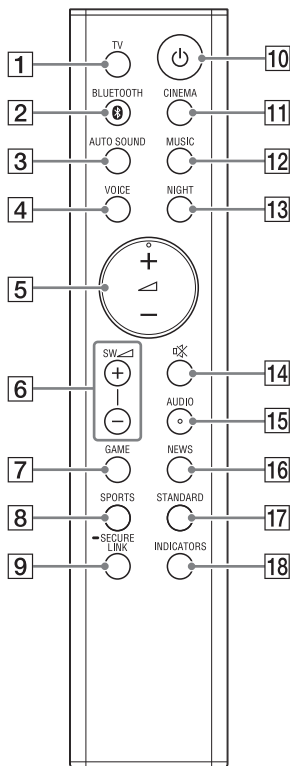 1 TV 10
BLUETOOTH CINEMA
2 11
AUTO SOUND MUSIC
3 12
VOICE NIGHT
4 13
+
5
−
SW
6 + 14
−
AUDIO
15
GAME NEWS
7 16
SPORTS STANDARD
8 17
SECURE
LINK INDICATORS
9 18